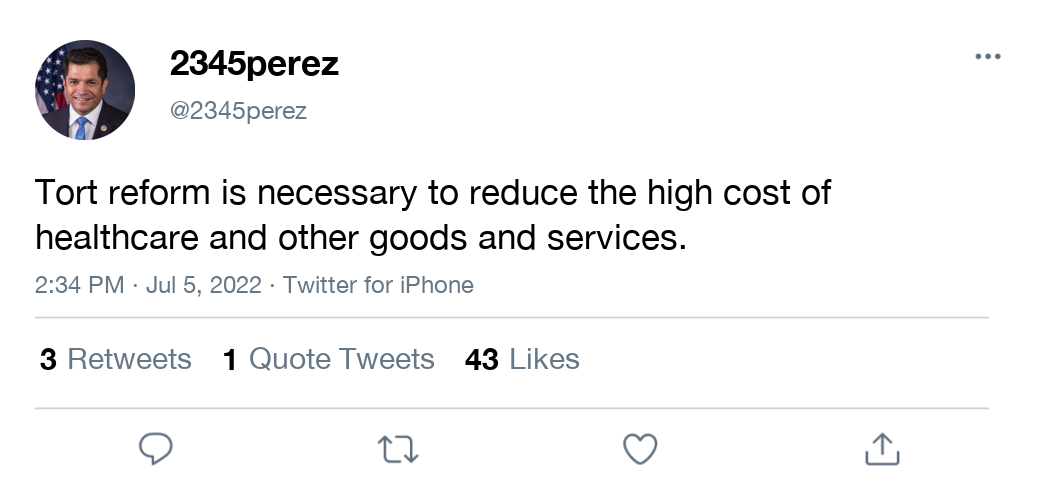 2345perez
@2345perez
Tort reform is necessary to reduce the high cost of
healthcare and other goods and services.
2:34 PM · Jul 5, 2022 · Twitter for iPhone
3 Retweets 1 Quote Tweets 43 Likes